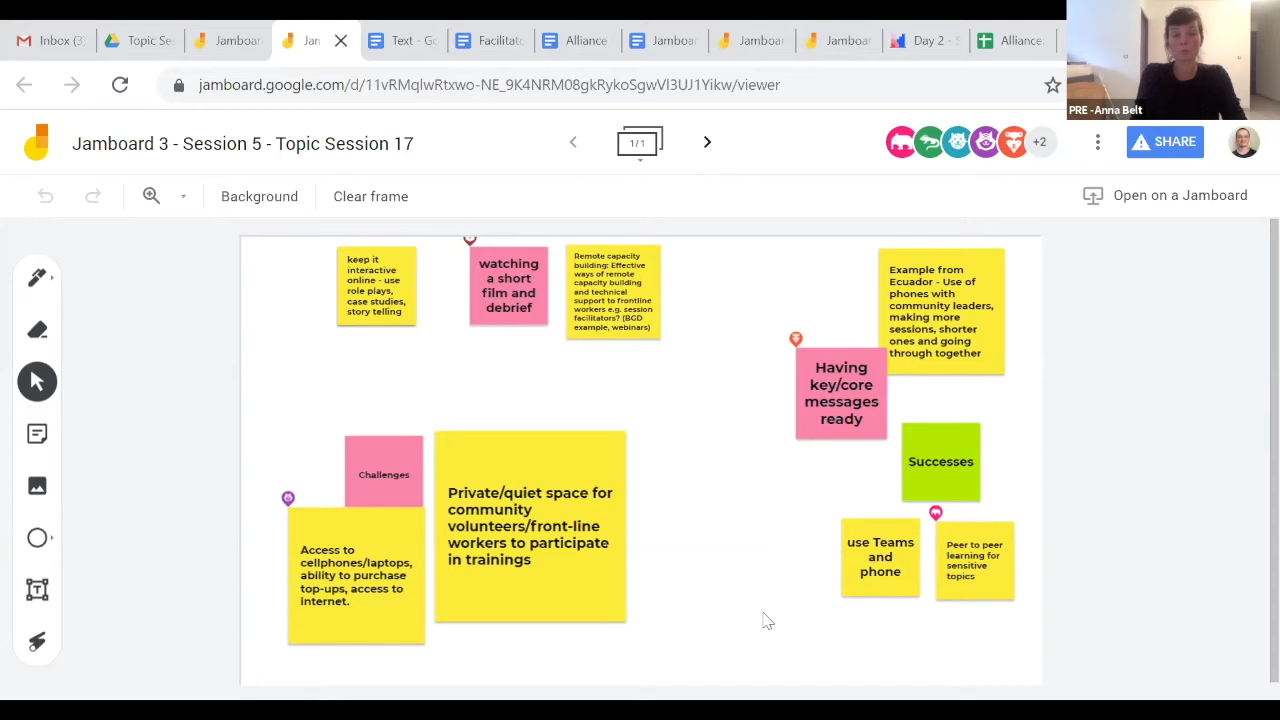 Inbox (3)
Topic Se
Jamboar
Jam
Text - Go
Facilitato
Alliance
Jamboar
Jamboar
Jamboar
Day 2 - S
Alliance
jamboard.google.com/d/11vRMqlwRtxwo-NE_9K4NRM08gkRykoSgwVl3UJ1Yikw/viewer
PRE - Anna Belt
Jamboard 3 - Session 5 - Topic Session 17
1/1
+2
SHARE
Background
Clear frame
Open on a Jamboard
keep it
interactive
online - use
role plays,
case studies,
story telling
watching
a short
film and
debrief
Remote capacity
building: Effective
ways of remote
capacity building
and technical
support to frontline
workers e.g. session
facilitators? (BGD
example, webinars)
Example from
Ecuador - Use of
phones with
community leaders,
making more
sessions, shorter
ones and going
through together
Having
key/core
messages
ready
Successes
Challenges
Access to
cellphones/laptops,
ability to purchase
top-ups, access to
internet.
Private/quiet space for
community
volunteers/front-line
workers to participate
in trainings
use Teams
and
phone
Peer to peer
learning for
sensitive
topics